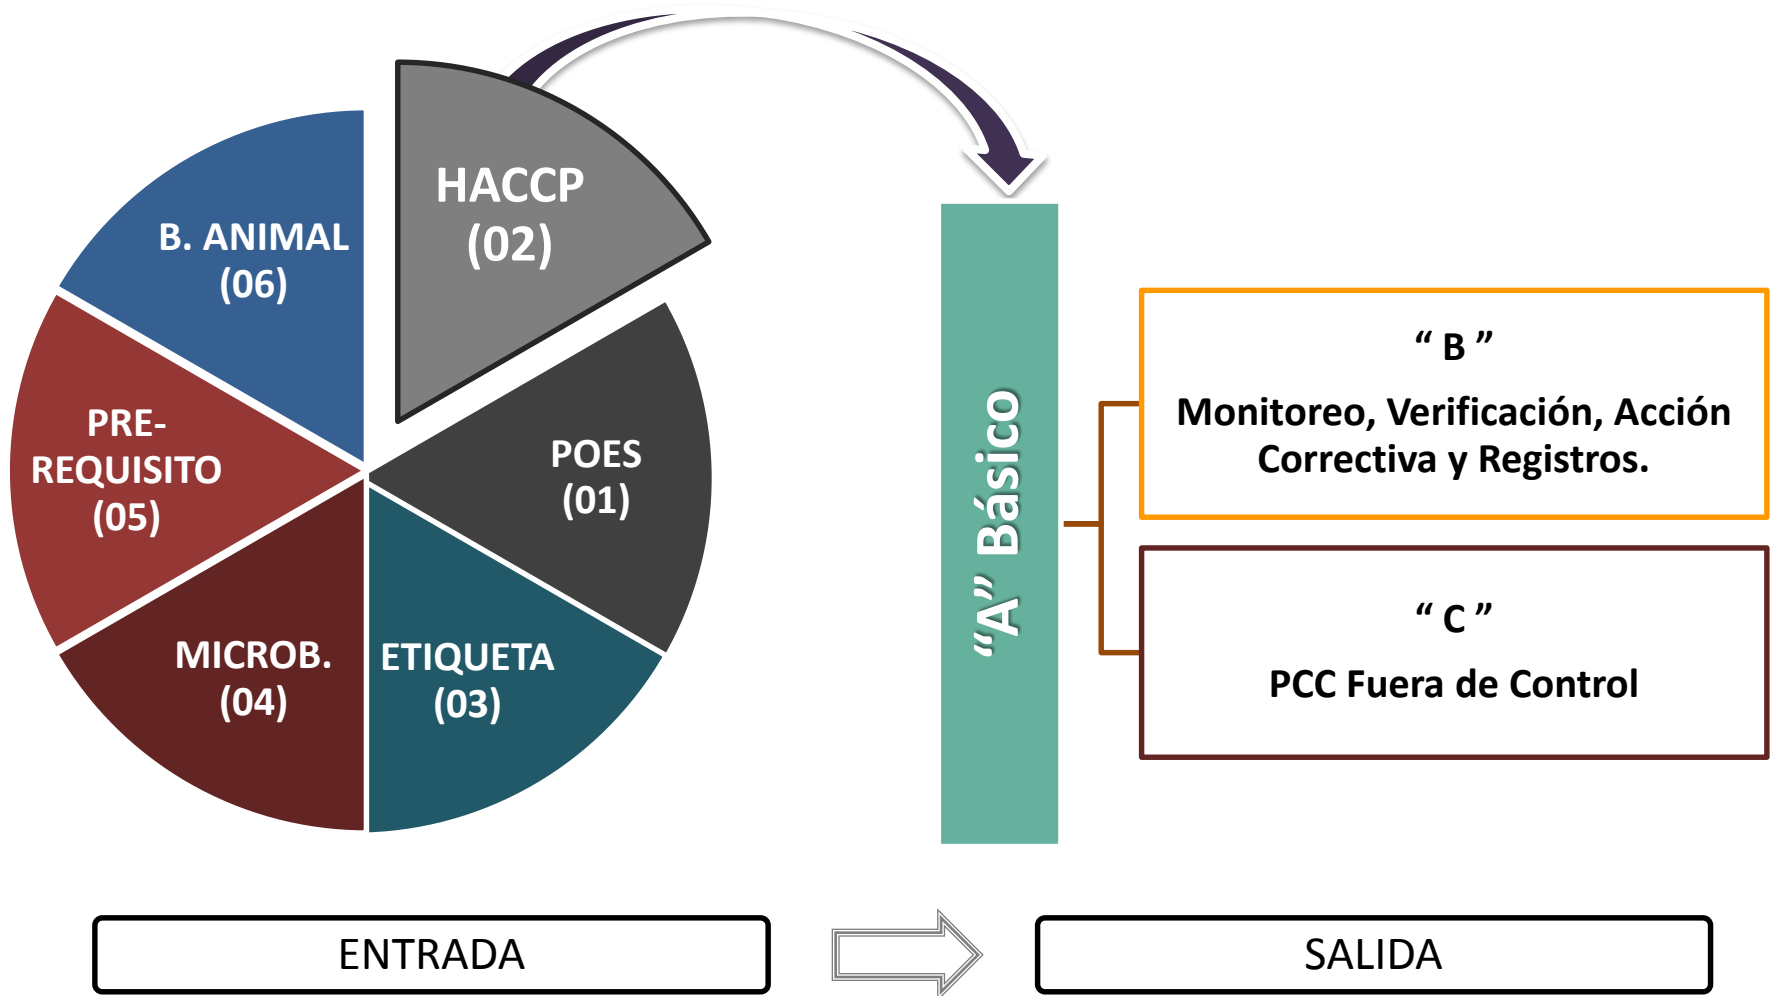 HACCP
(02)
B. ANIMAL
(06)
PRE-
REQUISITO
(05)
POES
(01)
MICROB.
(04)
ETIQUETA
(03)
“A” Básico
“ B ”
Monitoreo, Verificación, Acción
Correctiva y Registros.
“ C ”
PCC Fuera de Control
ENTRADA
SALIDA